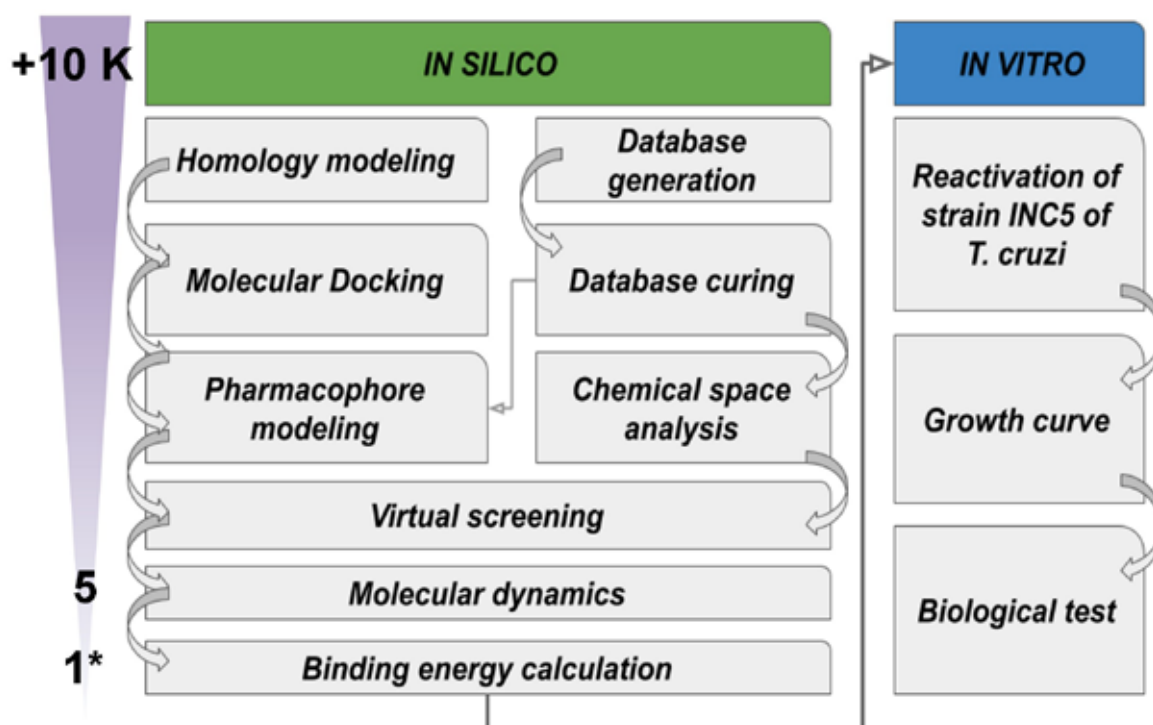 +10 K
IN SILICO
IN VITRO
Homology modeling
Database
generation
Reactivation of
strain INC5 of
T. cruzi
Molecular Docking
Database curing
Pharmacophore
modeling
Chemical space
analysis
Growth curve
Virtual screening
5
Molecular dynamics
Biological test
1*
Binding energy calculation